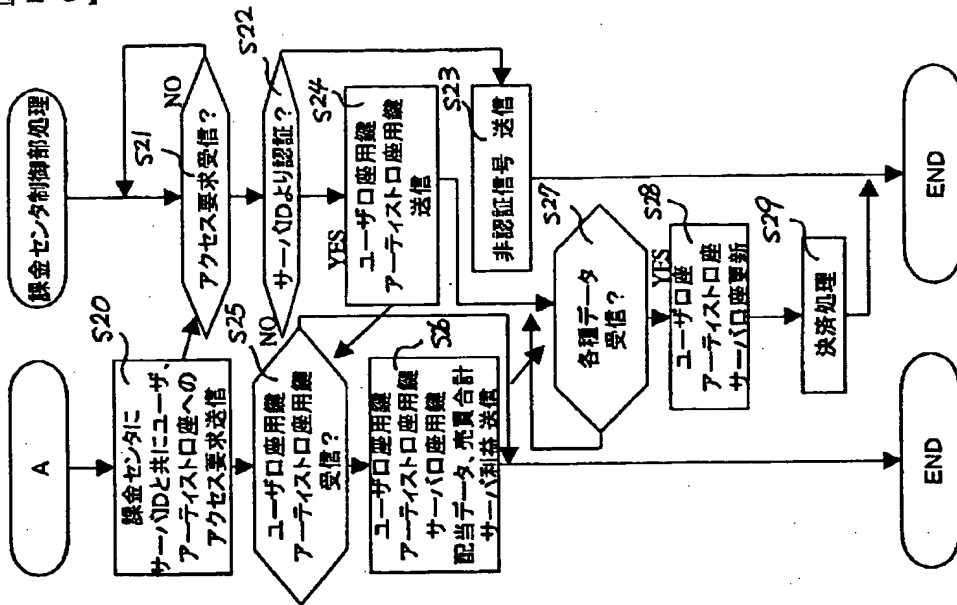 A
S20
課金センタに
サーバIDと共にユーザ、
アーティスト口座への
アクセス要求送信
S25
NO
ユーザ口座用鍵
アーティスト口座用鍵
受信？
S26
ユーザ口座用鍵
アーティスト口座用鍵
サーバ口座用鍵
配当データ、売買合計
サーバ利益 送信
END
課金センタ制御部処理
S21
NO
アクセス要求受信？
S22
サーバIDより認証？
YES
S24
ユーザ口座用鍵
アーティスト口座用鍵
送信
S23
非認証信号 送信
S27
各種データ
受信？
YES
S28
ユーザ口座
アーティスト口座
サーバ口座更新
S29
決済処理
END